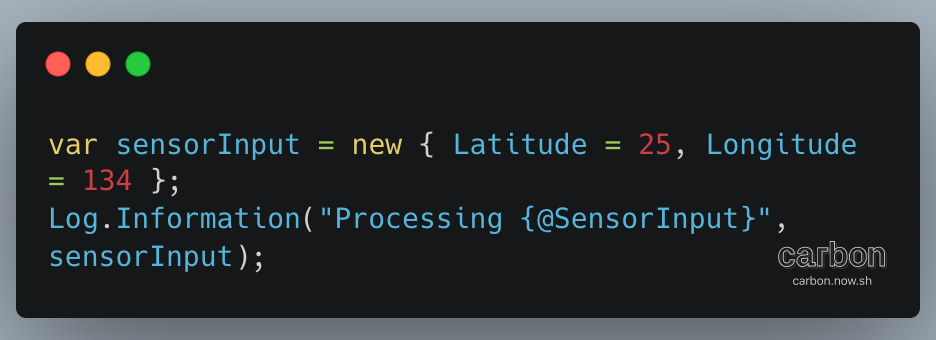 var sensorInput = new { Latitude = 25, Longitude
= 134 };
Log.Information("Processing {@SensorInput}",
sensorInput);
carbon
carbon.now.sh